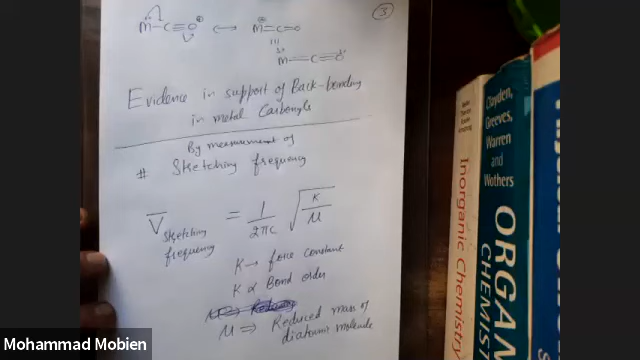 3
M-C≡O ⟷ M=C=O
M=C=O
Evidence in support of Back-bonding
in metal Carbonyls
By measurement of
# Stretching frequency
V̅ stretching frequency = 1/2πc √K/μ
K → force constant
K ∝ Bond order
μ ⇒ Reduced mass of
diatomic molecule
Inorganic Chemistry
Clayden,
Greeves,
Warren
and
Wothers
ORGANIC
CHEMISTRY
Mohammad Mobien